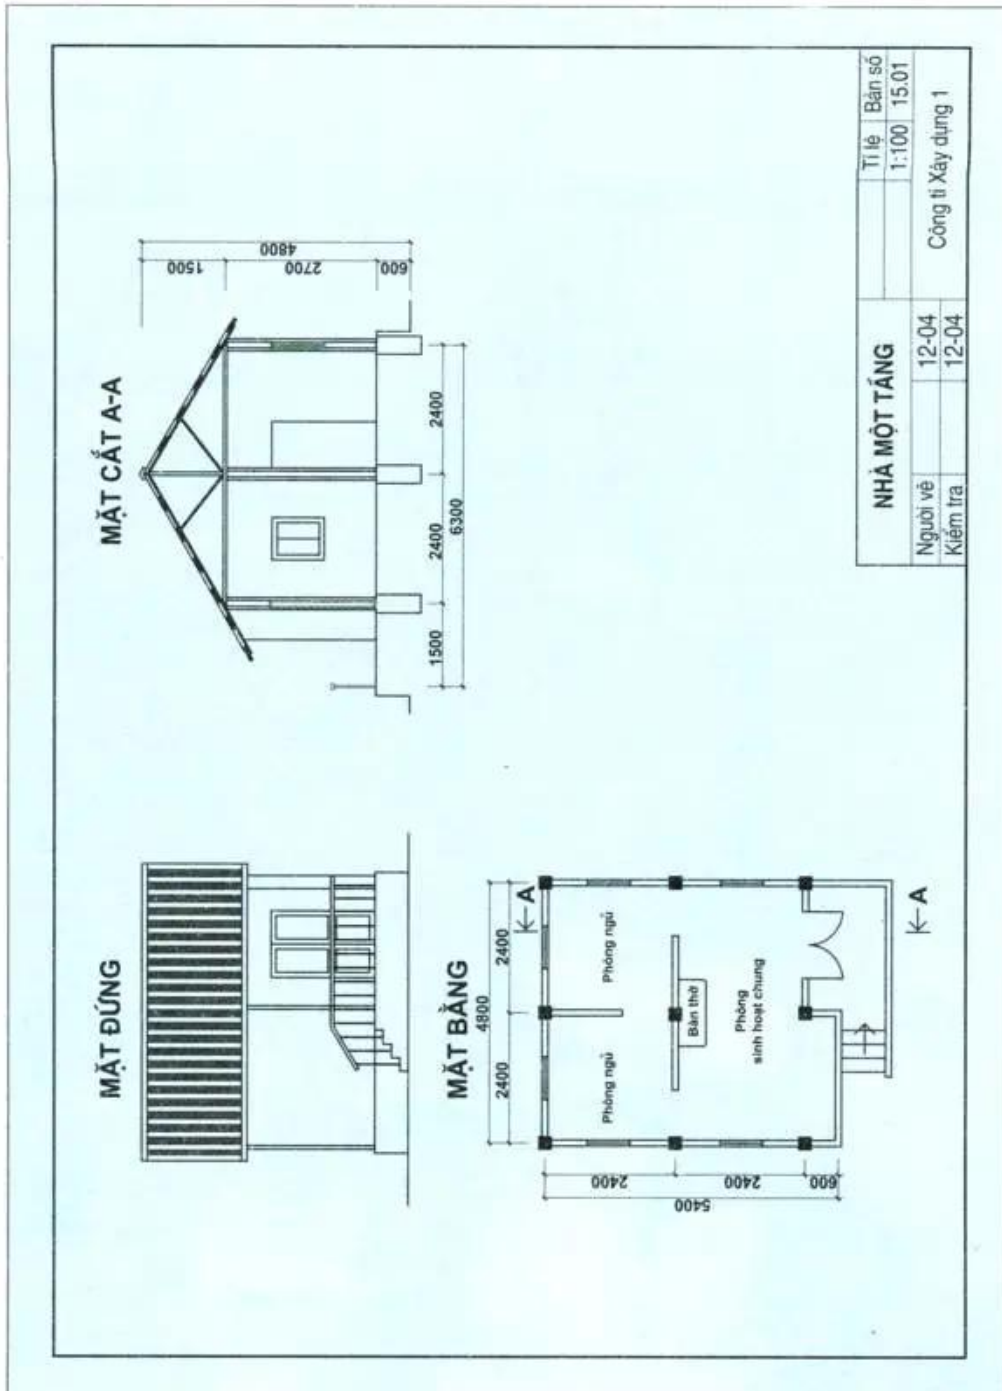 MẶT ĐỨNG
MẶT CẮT A-A
1500
2700
600
4800
1500
2400
2400
6300
MẶT BẰNG
4800
2400
2400
A
Phòng ngủ
Phòng ngủ
Bàn thờ
Phòng
sinh hoạt chung
2400
2400
600
5400
A
NHÀ MỘT TẦNG
Tỉ lệ
Bản số
1:100
15.01
Người vẽ
12-04
Công ti Xây dựng 1
Kiểm tra
12-04